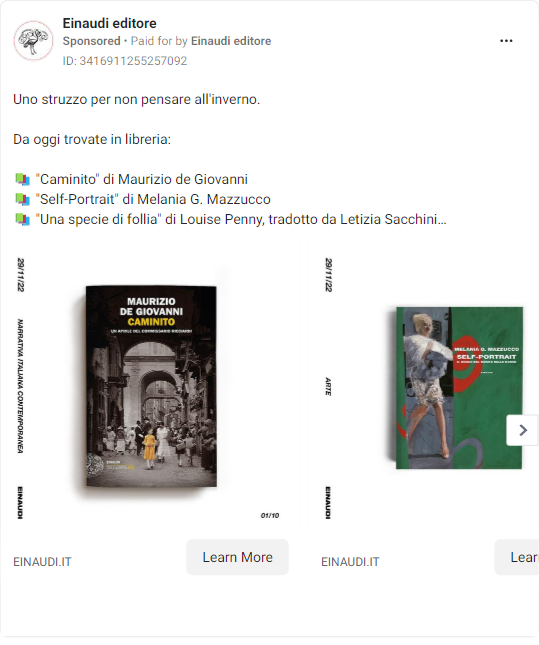 Einaudi editore
Sponsored • Paid for by Einaudi editore
ID: 3416911255257092
Uno struzzo per non pensare all'inverno.
Da oggi trovate in libreria:
"Caminito" di Maurizio de Giovanni
"Self-Portrait" di Melania G. Mazzucco
"Una specie di follia" di Louise Penny, tradotto da Letizia Sacchini...
29/11/22
NARRATIVA ITALIANA CONTEMPORANEA
EINAUDI
MAURIZIO
DE GIOVANNI
CAMINITO
UN APRILE DEL COMMISSARIO RICCIARDI
EINAUDI
01/10
29/11/22
ARTE
EINAUDI
MELANIA G. MAZZUCCO
SELF-PORTRAIT
EINAUDI.IT
Learn More
EINAUDI.IT
Lear